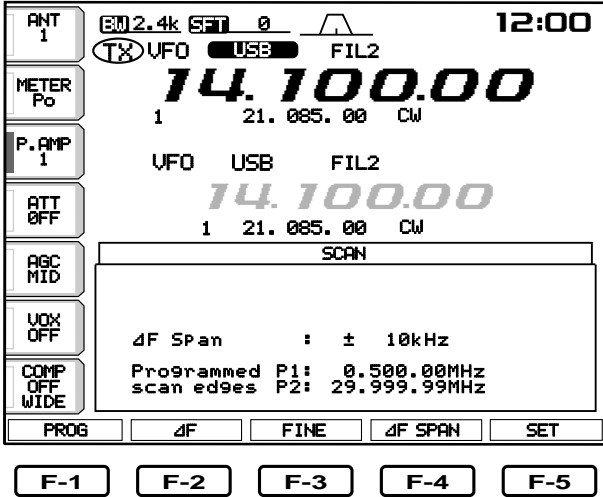 ANT
1
BW 2.4k SFT 0
12:00
TX VFO USB FIL2
METER
Po
14.100.00
1 21.085.00 CW
P.AMP
1
VFO USB FIL2
ATT
OFF
14.100.00
1 21.085.00 CW
AGC
MID
SCAN
VOX
OFF
⊿F Span : ± 10kHz
COMP
OFF
WIDE
Programmed P1: 0.500.00MHz
scan edges P2: 29.999.99MHz
PROG ⊿F FINE ⊿F SPAN SET
F-1 F-2 F-3 F-4 F-5